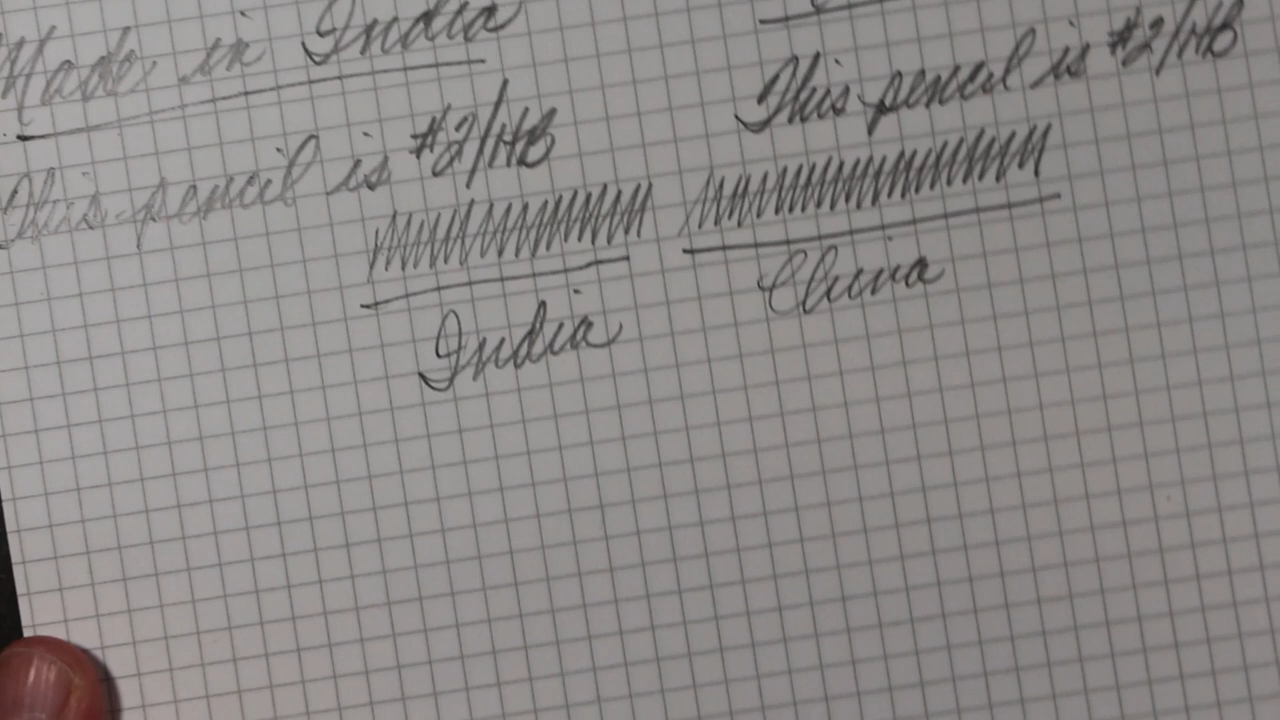 Made in India
This pencil is #2/HB
India
This pencil is #2/HB
China